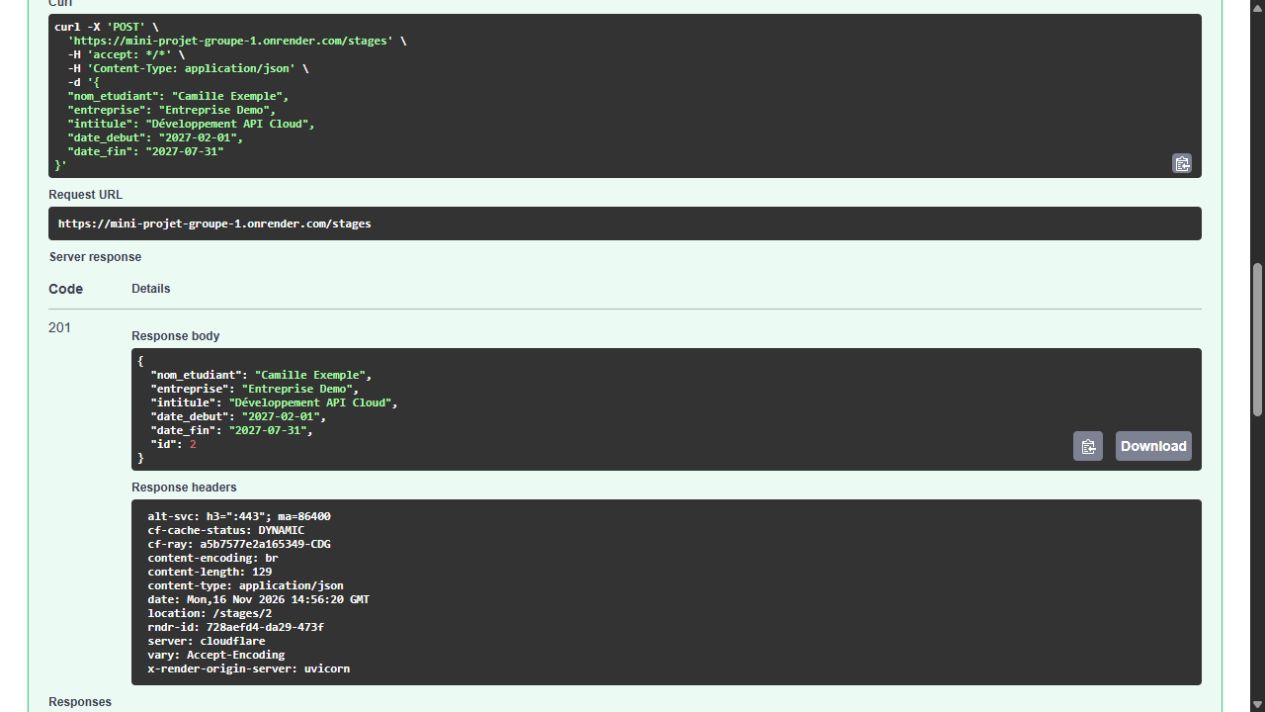 Curl
curl -X 'POST' \
'https://mini-projet-groupe-1.onrender.com/stages' \
-H 'accept: */*' \
-H 'Content-Type: application/json' \
-d '{
"nom_etudiant": "Camille Exemple",
"entreprise": "Entreprise Demo",
"intitule": "Développement API Cloud",
"date_debut": "2027-02-01",
"date_fin": "2027-07-31"
}'
Request URL
https://mini-projet-groupe-1.onrender.com/stages
Server response
Code Details
201
Response body
{
"nom_etudiant": "Camille Exemple",
"entreprise": "Entreprise Demo",
"intitule": "Développement API Cloud",
"date_debut": "2027-02-01",
"date_fin": "2027-07-31",
"id": 2
}
Download
Response headers
alt-svc: h3=":443"; ma=86400
cf-cache-status: DYNAMIC
cf-ray: a5b7577e2a165349-CDG
content-encoding: br
content-length: 129
content-type: application/json
date: Mon,16 Nov 2026 14:56:20 GMT
location: /stages/2
rndr-id: 728aefd4-da29-473f
server: cloudflare
vary: Accept-Encoding
x-render-origin-server: uvicorn
Responses